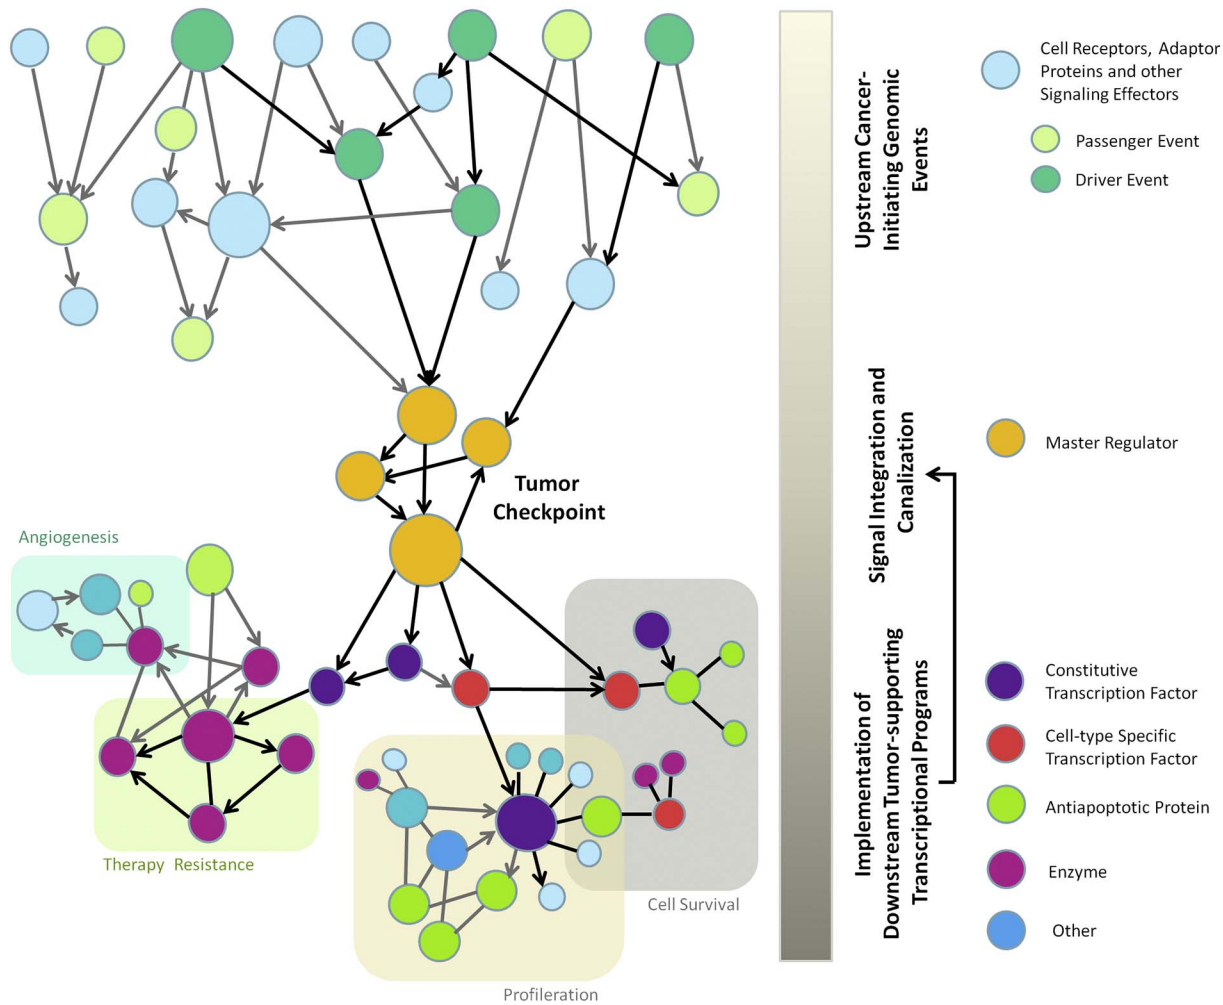 Upstream Cancer-
Initiating Genomic
Events
Cell Receptors, Adaptor
Proteins and other
Signaling Effectors
Passenger Event
Driver Event
Signal Integration and
Canalization
Master Regulator
Tumor
Checkpoint
Angiogenesis
Therapy Resistance
Cell Survival
Profileration
Implementation of
Downstream Tumor-supporting
Transcriptional Programs
Constitutive
Transcription Factor
Cell-type Specific
Transcription Factor
Antiapoptotic Protein
Enzyme
Other